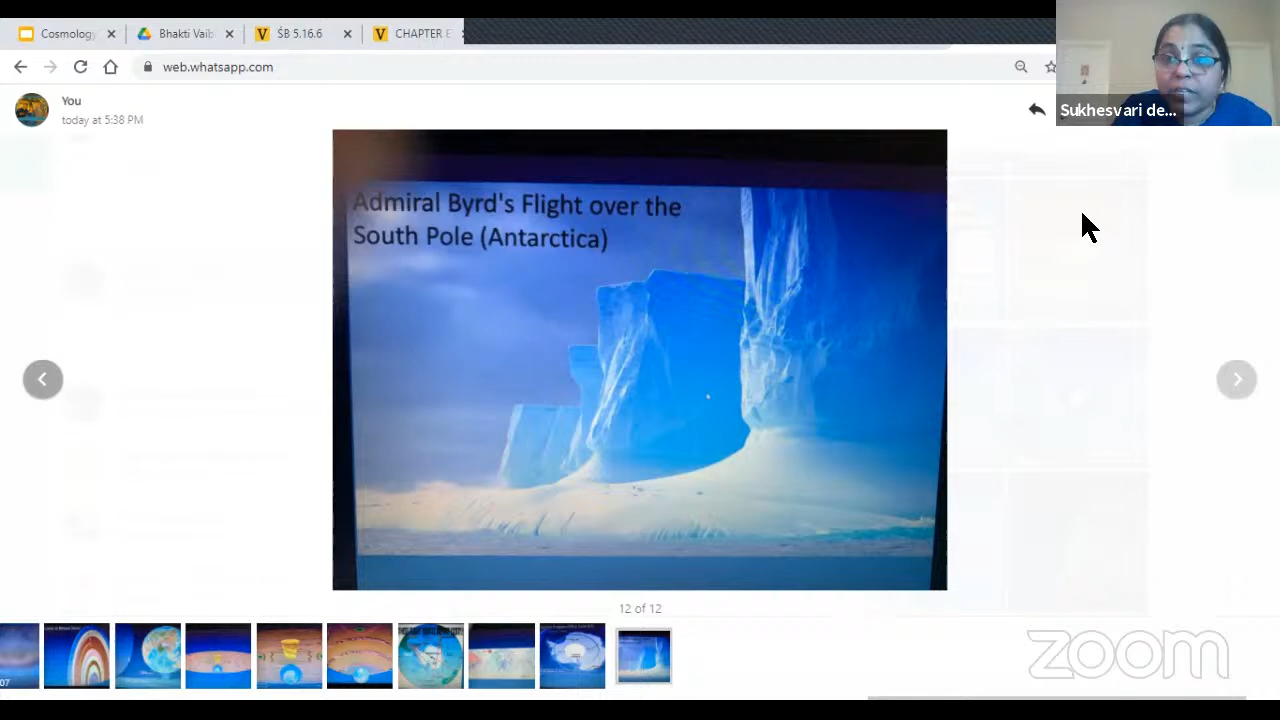 Cosmology
Bhakti Vaib
ŚB 5.16.6
CHAPTER E
web.whatsapp.com
You
today at 5:38 PM
Sukhesvari de...
Admiral Byrd's Flight over the
South Pole (Antarctica)
12 of 12
07
zoom